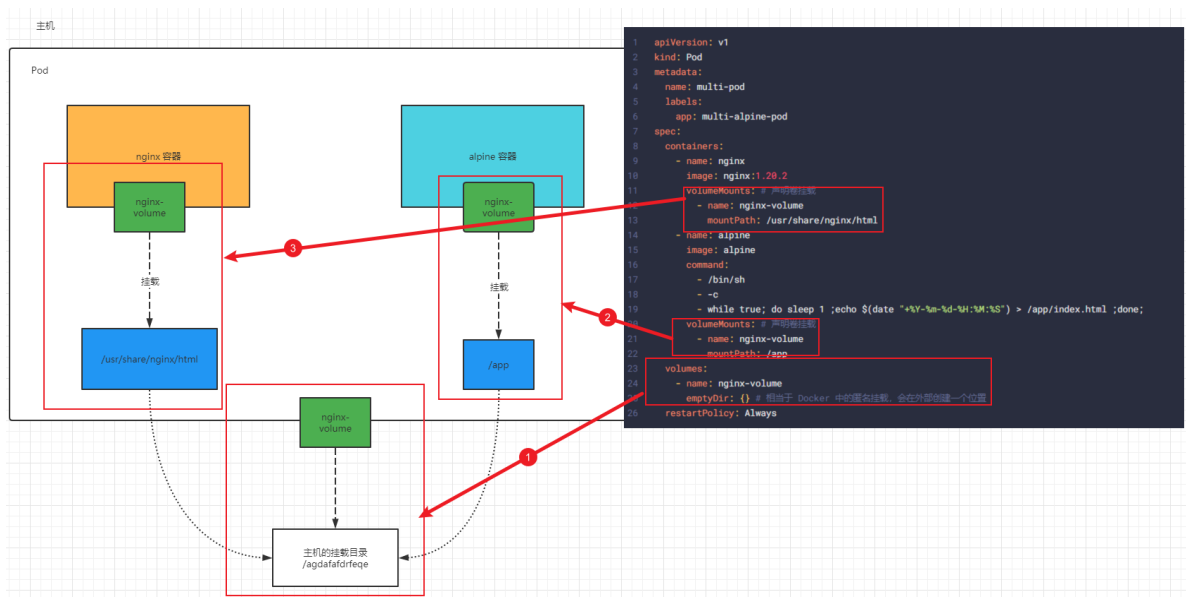 主机
Pod
nginx 容器
nginx-
volume
挂载
/usr/share/nginx/html
alpine 容器
nginx-
volume
挂载
/app
nginx-
volume
主机的挂载目录
/agdafafdrfeqe
3
2
1
1 apiVersion: v1
2 kind: Pod
3 metadata:
4 name: multi-pod
5 labels:
6 app: multi-alpine-pod
7 spec:
8 containers:
9 - name: nginx
10 image: nginx:1.20.2
11 volumeMounts: # 声明卷挂载
12 - name: nginx-volume
13 mountPath: /usr/share/nginx/html
14 - name: alpine
15 image: alpine
16 command:
17 - /bin/sh
18 - -c
19 - while true; do sleep 1 ;echo $(date "+%Y-%m-%d-%H:%M:%S") > /app/index.html ;done;
20 volumeMounts: # 声明卷挂载
21 - name: nginx-volume
22 mountPath: /app
23 volumes:
24 - name: nginx-volume
25 emptyDir: {} # 相当于 Docker 中的匿名挂载，会在外部创建一个位置
26 restartPolicy: Always